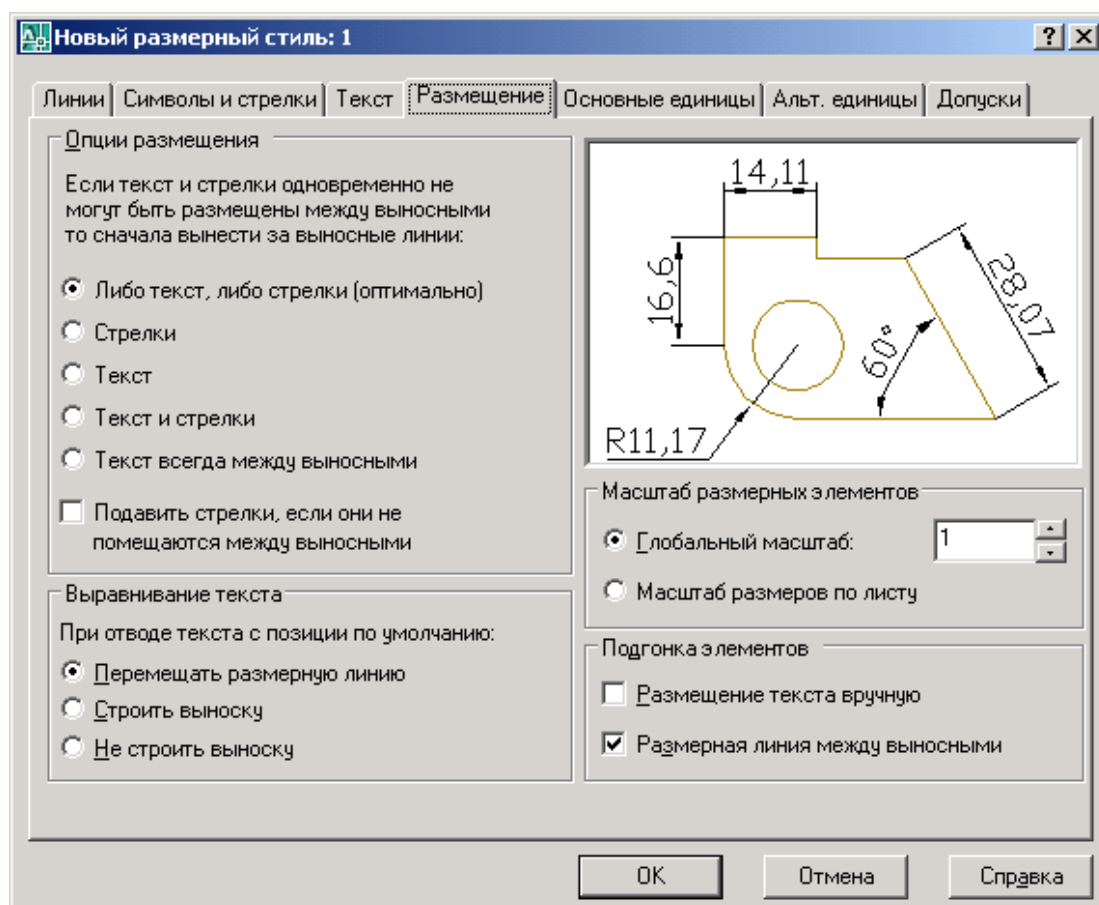 Новый размерный стиль: 1
Линии Символы и стрелки Текст Размещение Основные единицы Альт. единицы Допуски
Опции размещения
Если текст и стрелки одновременно не
могут быть размещены между выносными
то сначала вынести за выносные линии:
Либо текст, либо стрелки (оптимально)
Стрелки
Текст
Текст и стрелки
Текст всегда между выносными
Подавить стрелки, если они не
помещаются между выносными
Выравнивание текста
При отводе текста с позиции по умолчанию:
Перемещать размерную линию
Строить выноску
Не строить выноску
14,11
16,6
28,07
60°
R11,17
Масштаб размерных элементов
Глобальный масштаб: 1
Масштаб размеров по листу
Подгонка элементов
Размещение текста вручную
Размерная линия между выносными
OK Отмена Справка